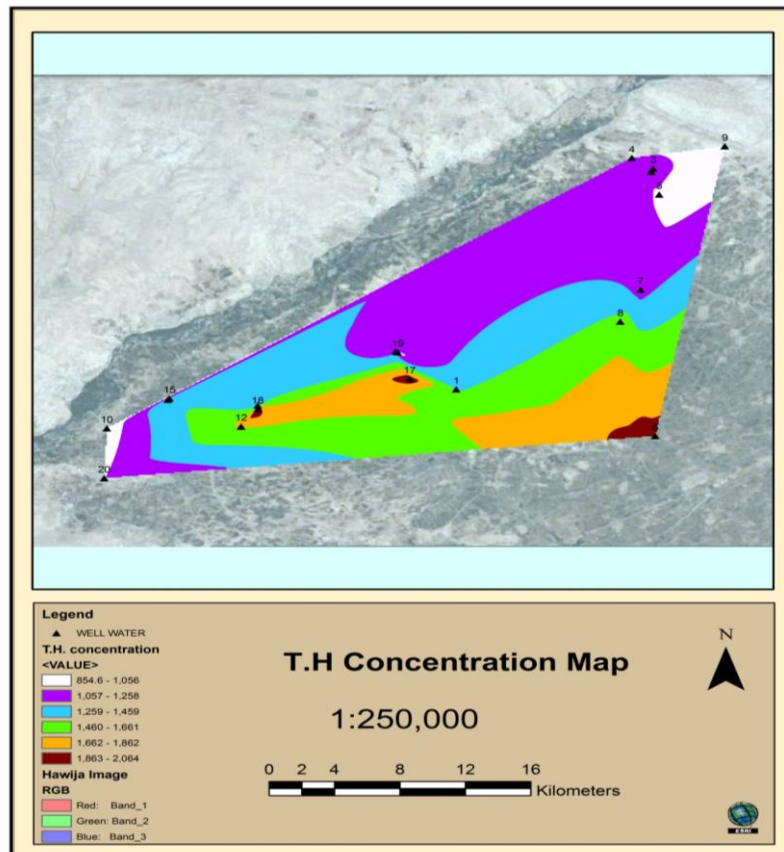 9
4
3
5
7
8
19
17
1
15
18
12
10
6
20
Legend
WELL WATER
T.H. concentration
<VALUE>
854.6 - 1,056
1,057 - 1,258
1,259 - 1,459
1,460 - 1,661
1,662 - 1,862
1,863 - 2,064
Hawija Image
RGB
Red: Band_1
Green: Band_2
Blue: Band_3
T.H Concentration Map
1:250,000
0 2 4 8 12 16
Kilometers
N
ESRI